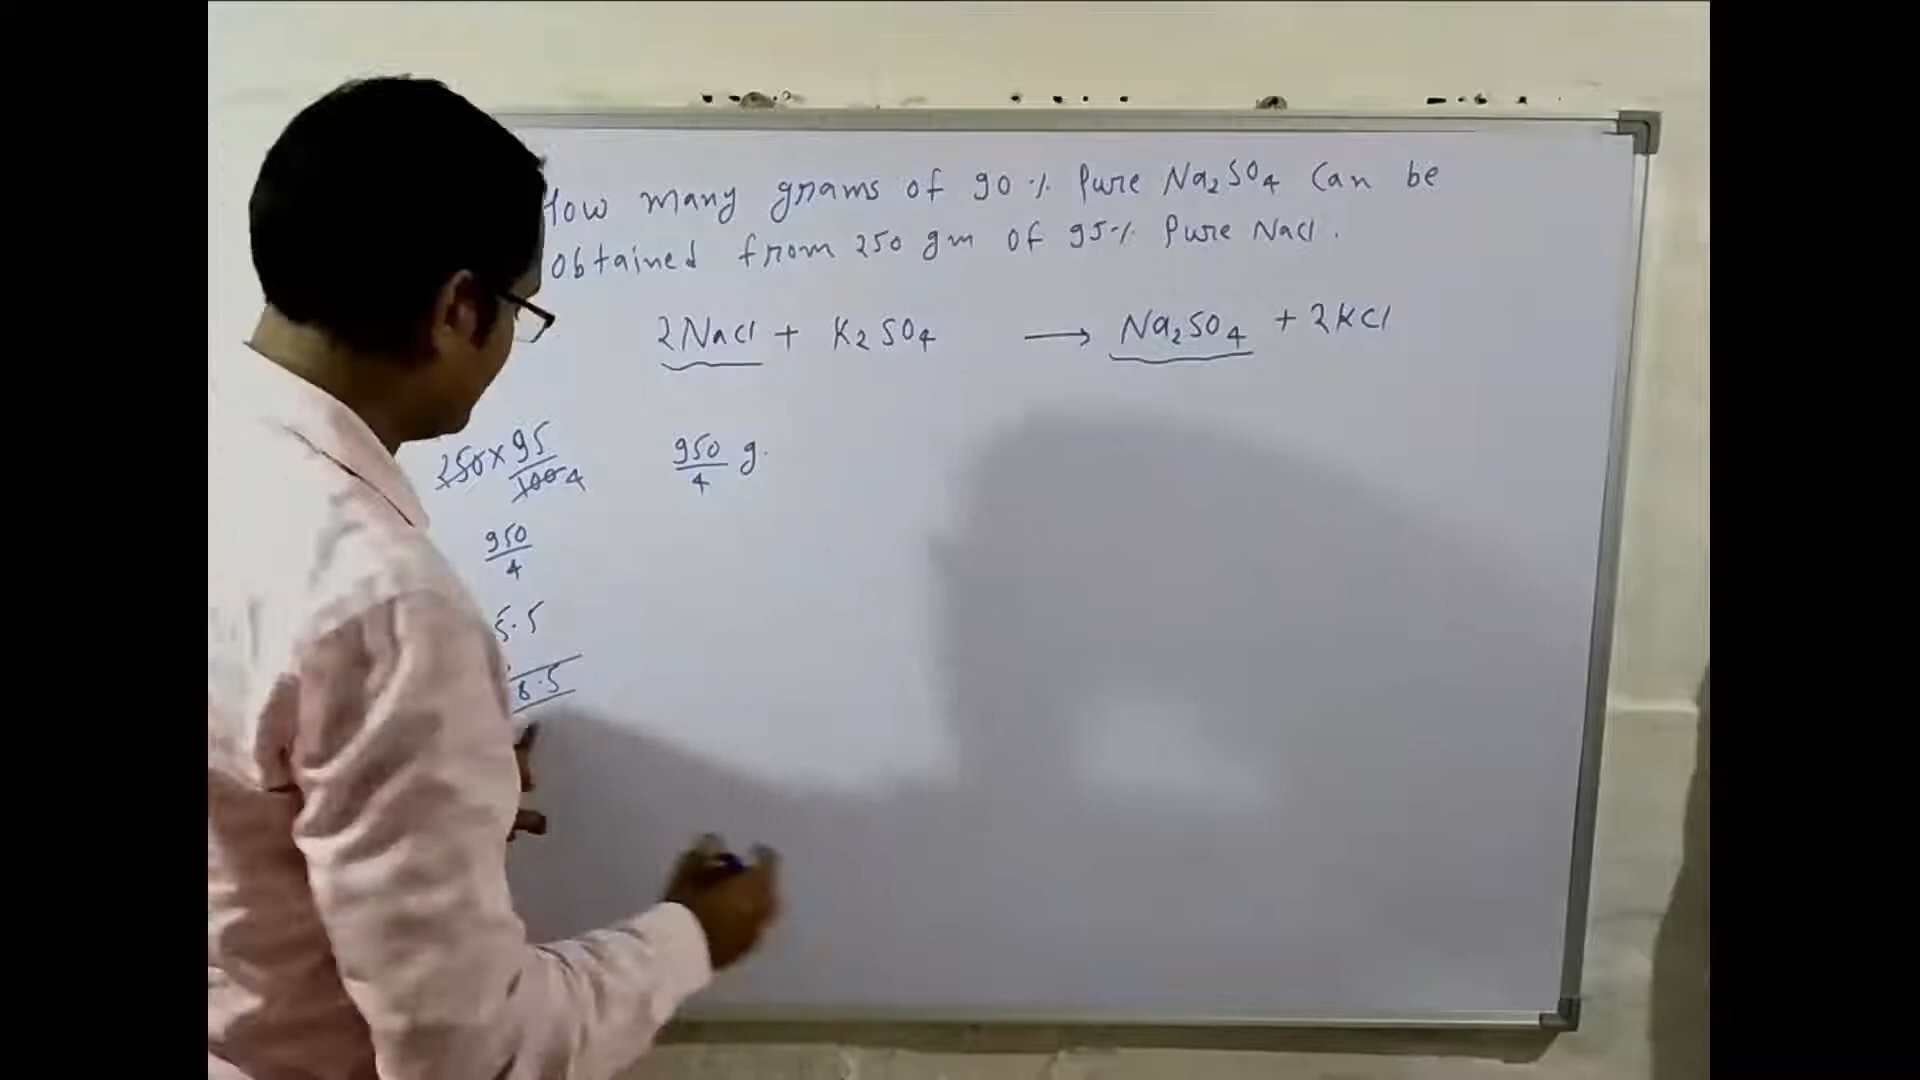 How many grams of 90 % Pure Na₂SO₄ Can be
obtained from 250 gm of 95% Pure NaCl.
2NaCl + K₂SO₄ ⟶ Na₂SO₄ + 2KCl
250 × 95/100 4
950/4 g.
950/4
5.5
8.5